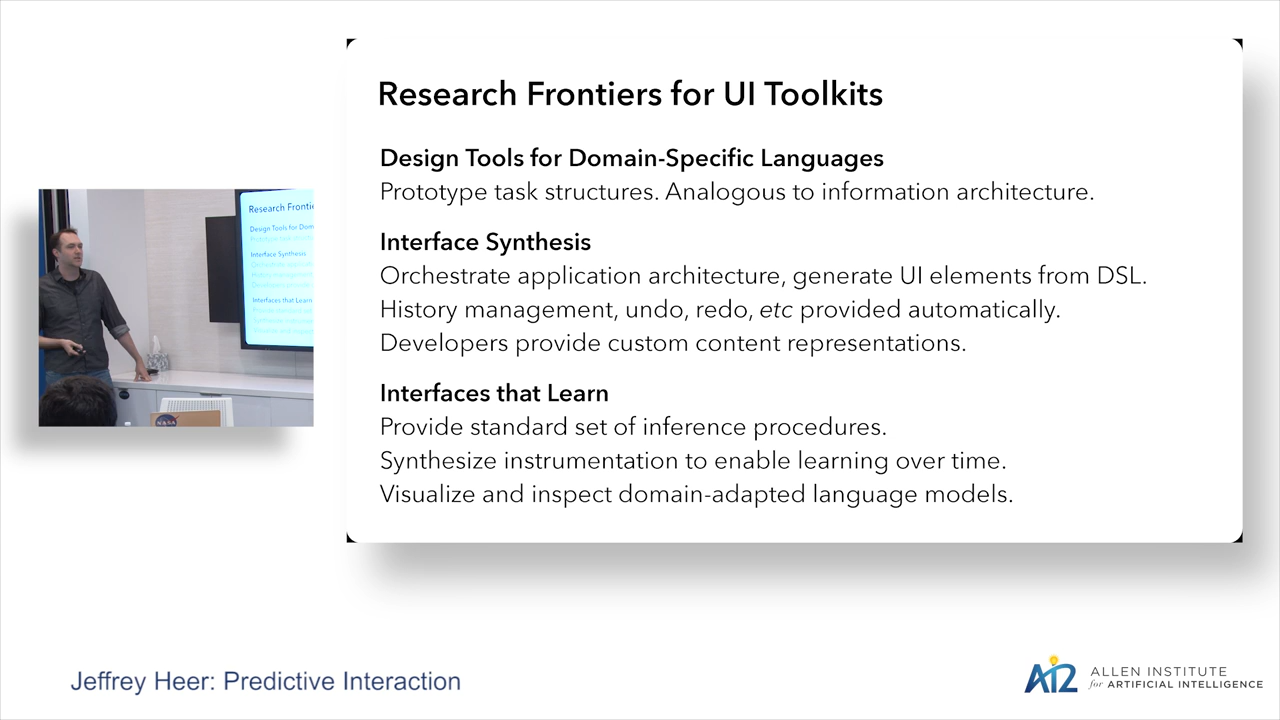 Research Frontiers for UI Toolkits
Design Tools for Domain-Specific Languages
Prototype task structures. Analogous to information architecture.
Interface Synthesis
Orchestrate application architecture, generate UI elements from DSL.
History management, undo, redo, etc provided automatically.
Developers provide custom content representations.
Interfaces that Learn
Provide standard set of inference procedures.
Synthesize instrumentation to enable learning over time.
Visualize and inspect domain-adapted language models.
Research Frontie
Design Tools for Dom
Interface Synthesis
Interfaces that Learn
NASA
Jeffrey Heer: Predictive Interaction
AI2
ALLEN INSTITUTE
for ARTIFICIAL INTELLIGENCE